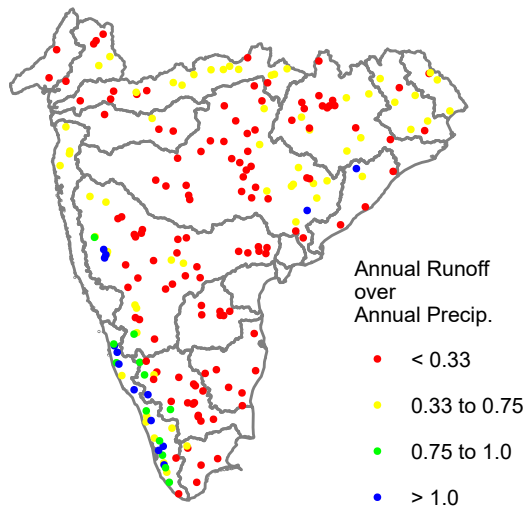 Annual Runoff
over
Annual Precip.
< 0.33
0.33 to 0.75
0.75 to 1.0
> 1.0